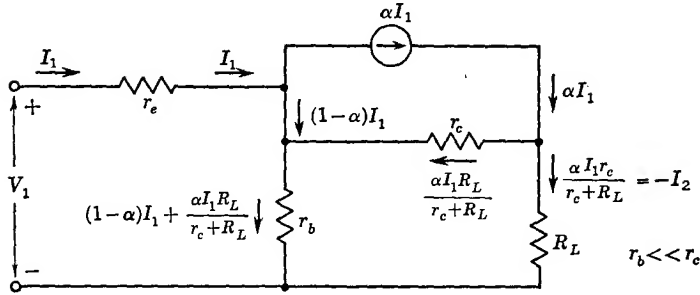 αI₁
I₁
I₁
+
rₑ
(1−α)I₁
r_c
αI₁
V₁
αI₁R_L / (r_c+R_L)
αI₁r_c / (r_c+R_L) = −I₂
(1−α)I₁ + αI₁R_L / (r_c+R_L)
r_b
R_L
r_b<<r_c
−